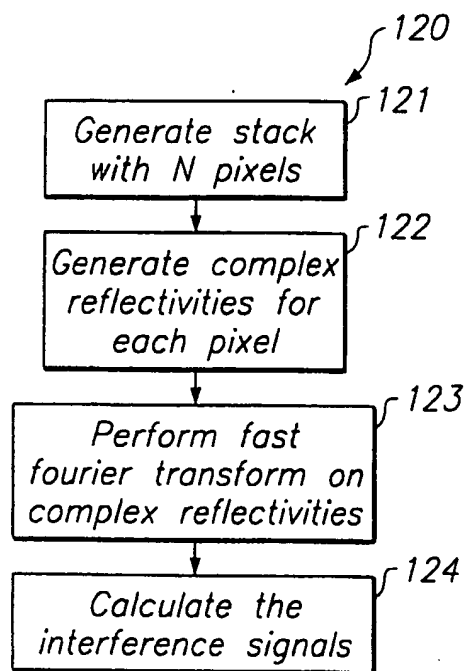 120
121
Generate stack
with N pixels
122
Generate complex
reflectivities for
each pixel
123
Perform fast
fourier transform on
complex reflectivities
124
Calculate the
interference signals